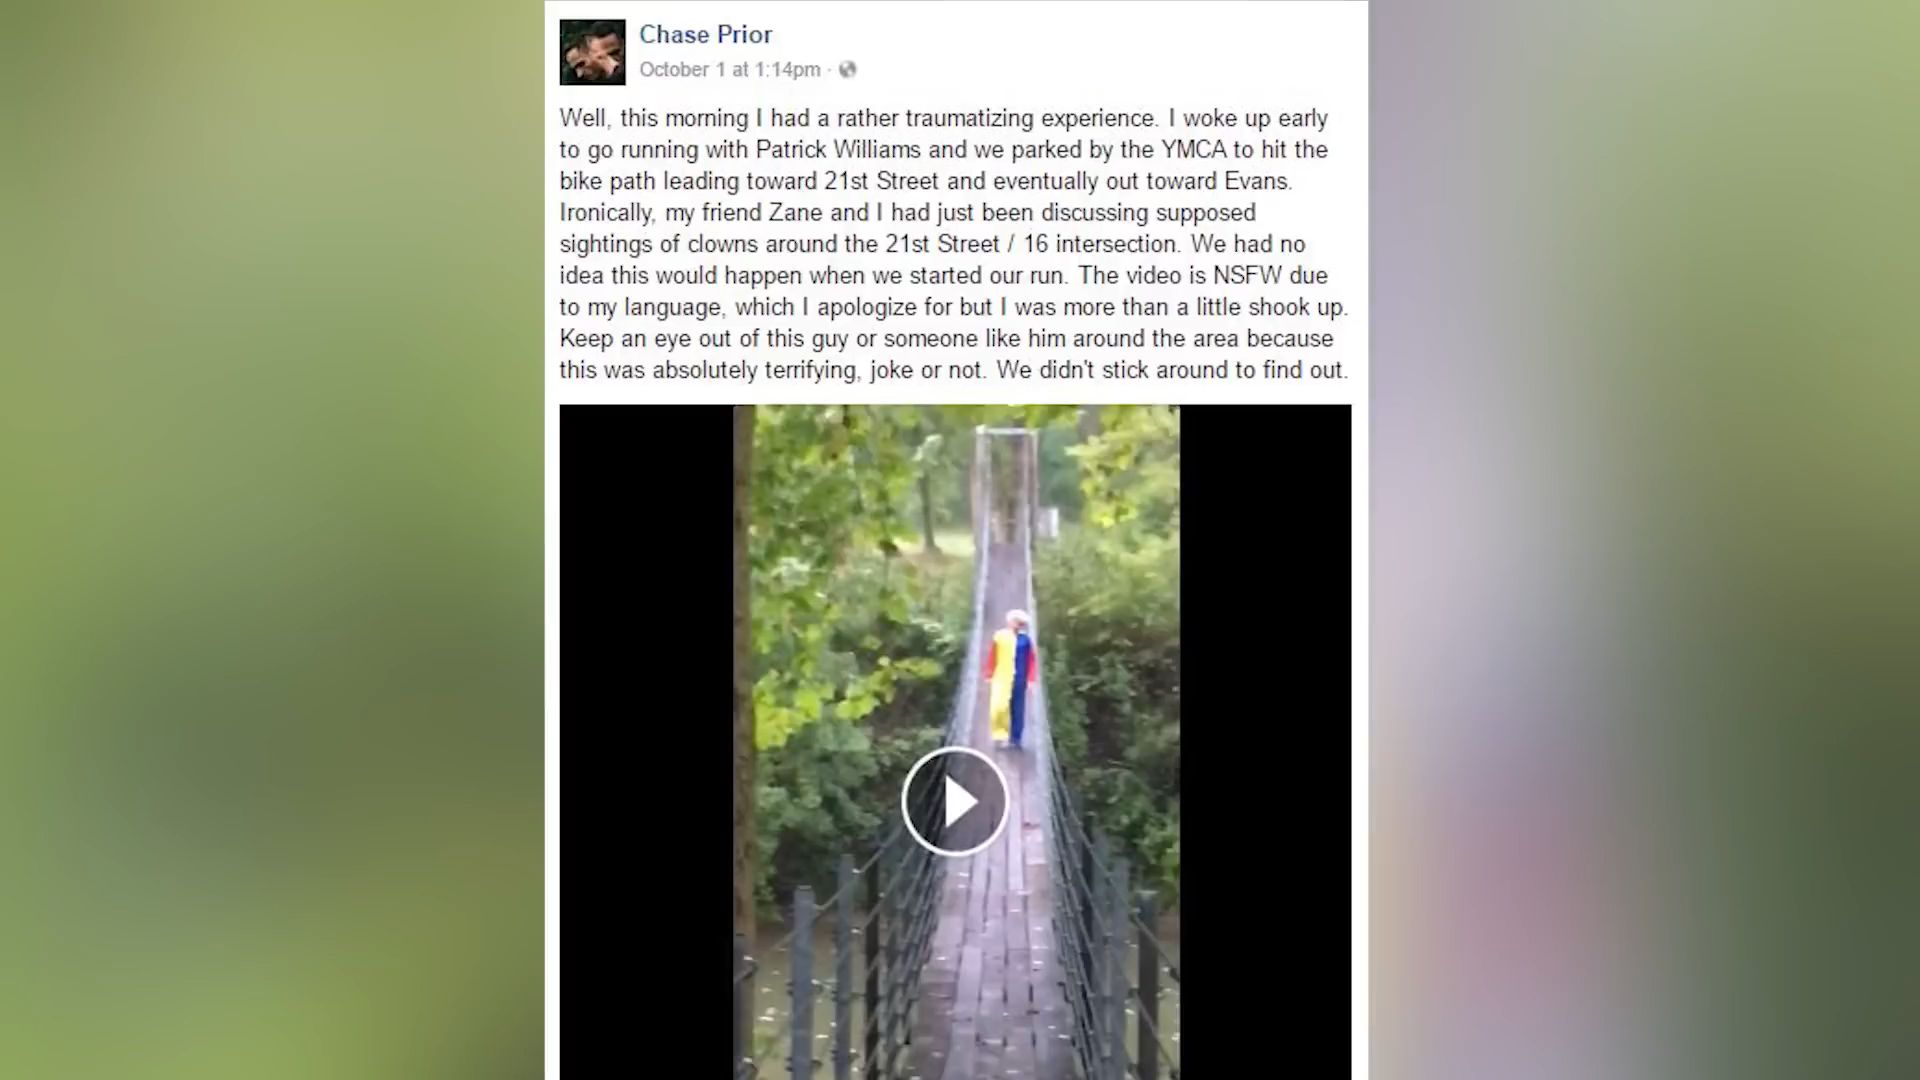 Chase Prior
October 1 at 1:14pm ·
Well, this morning I had a rather traumatizing experience. I woke up early
to go running with Patrick Williams and we parked by the YMCA to hit the
bike path leading toward 21st Street and eventually out toward Evans.
Ironically, my friend Zane and I had just been discussing supposed
sightings of clowns around the 21st Street / 16 intersection. We had no
idea this would happen when we started our run. The video is NSFW due
to my language, which I apologize for but I was more than a little shook up.
Keep an eye out of this guy or someone like him around the area because
this was absolutely terrifying, joke or not. We didn't stick around to find out.